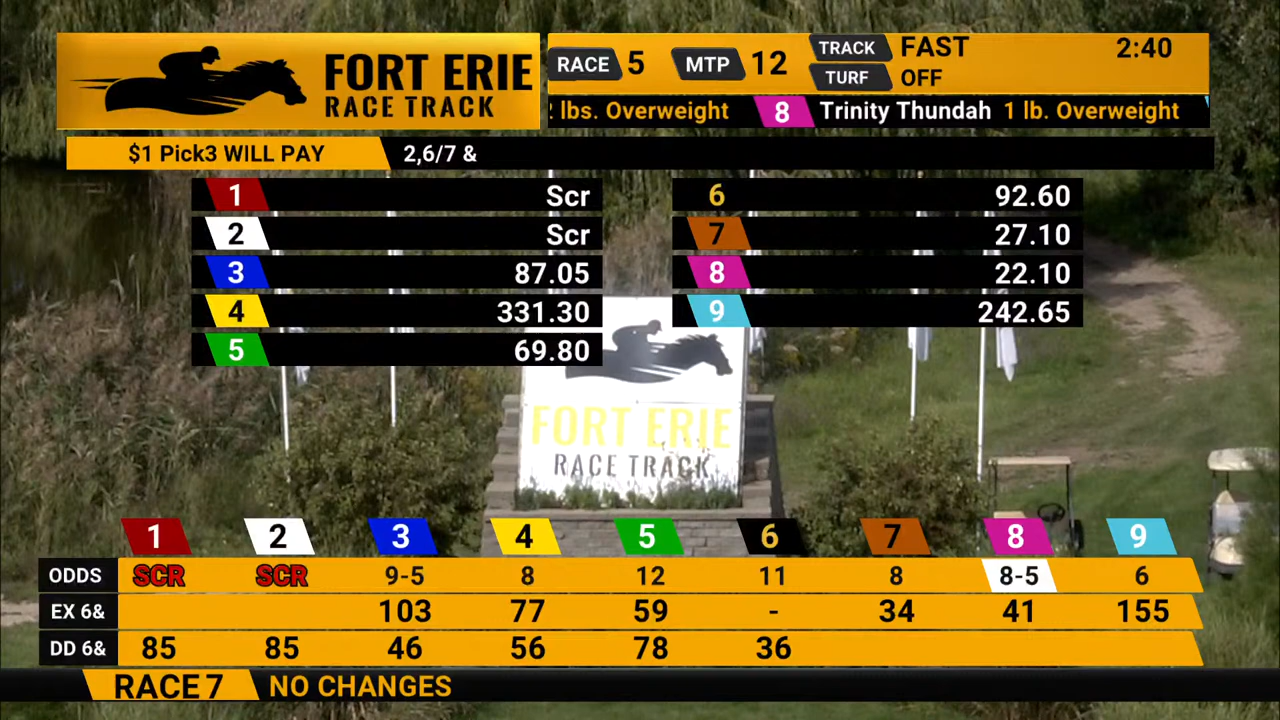 FORT ERIE
RACE TRACK
RACE 5 MTP 12 TRACK FAST 2:40
TURF OFF
lbs. Overweight 8 Trinity Thundah 1 lb. Overweight
$1 Pick3 WILL PAY 2,6/7 &
1 Scr 6 92.60
2 Scr 7 27.10
3 87.05 8 22.10
4 331.30 9 242.65
5 69.80
FORT ERIE
RACE TRACK
1 2 3 4 5 6 7 8 9
ODDS SCR SCR 9-5 8 12 11 8 8-5 6
EX 6& 103 77 59 - 34 41 155
DD 6& 85 85 46 56 78 36
RACE 7 NO CHANGES